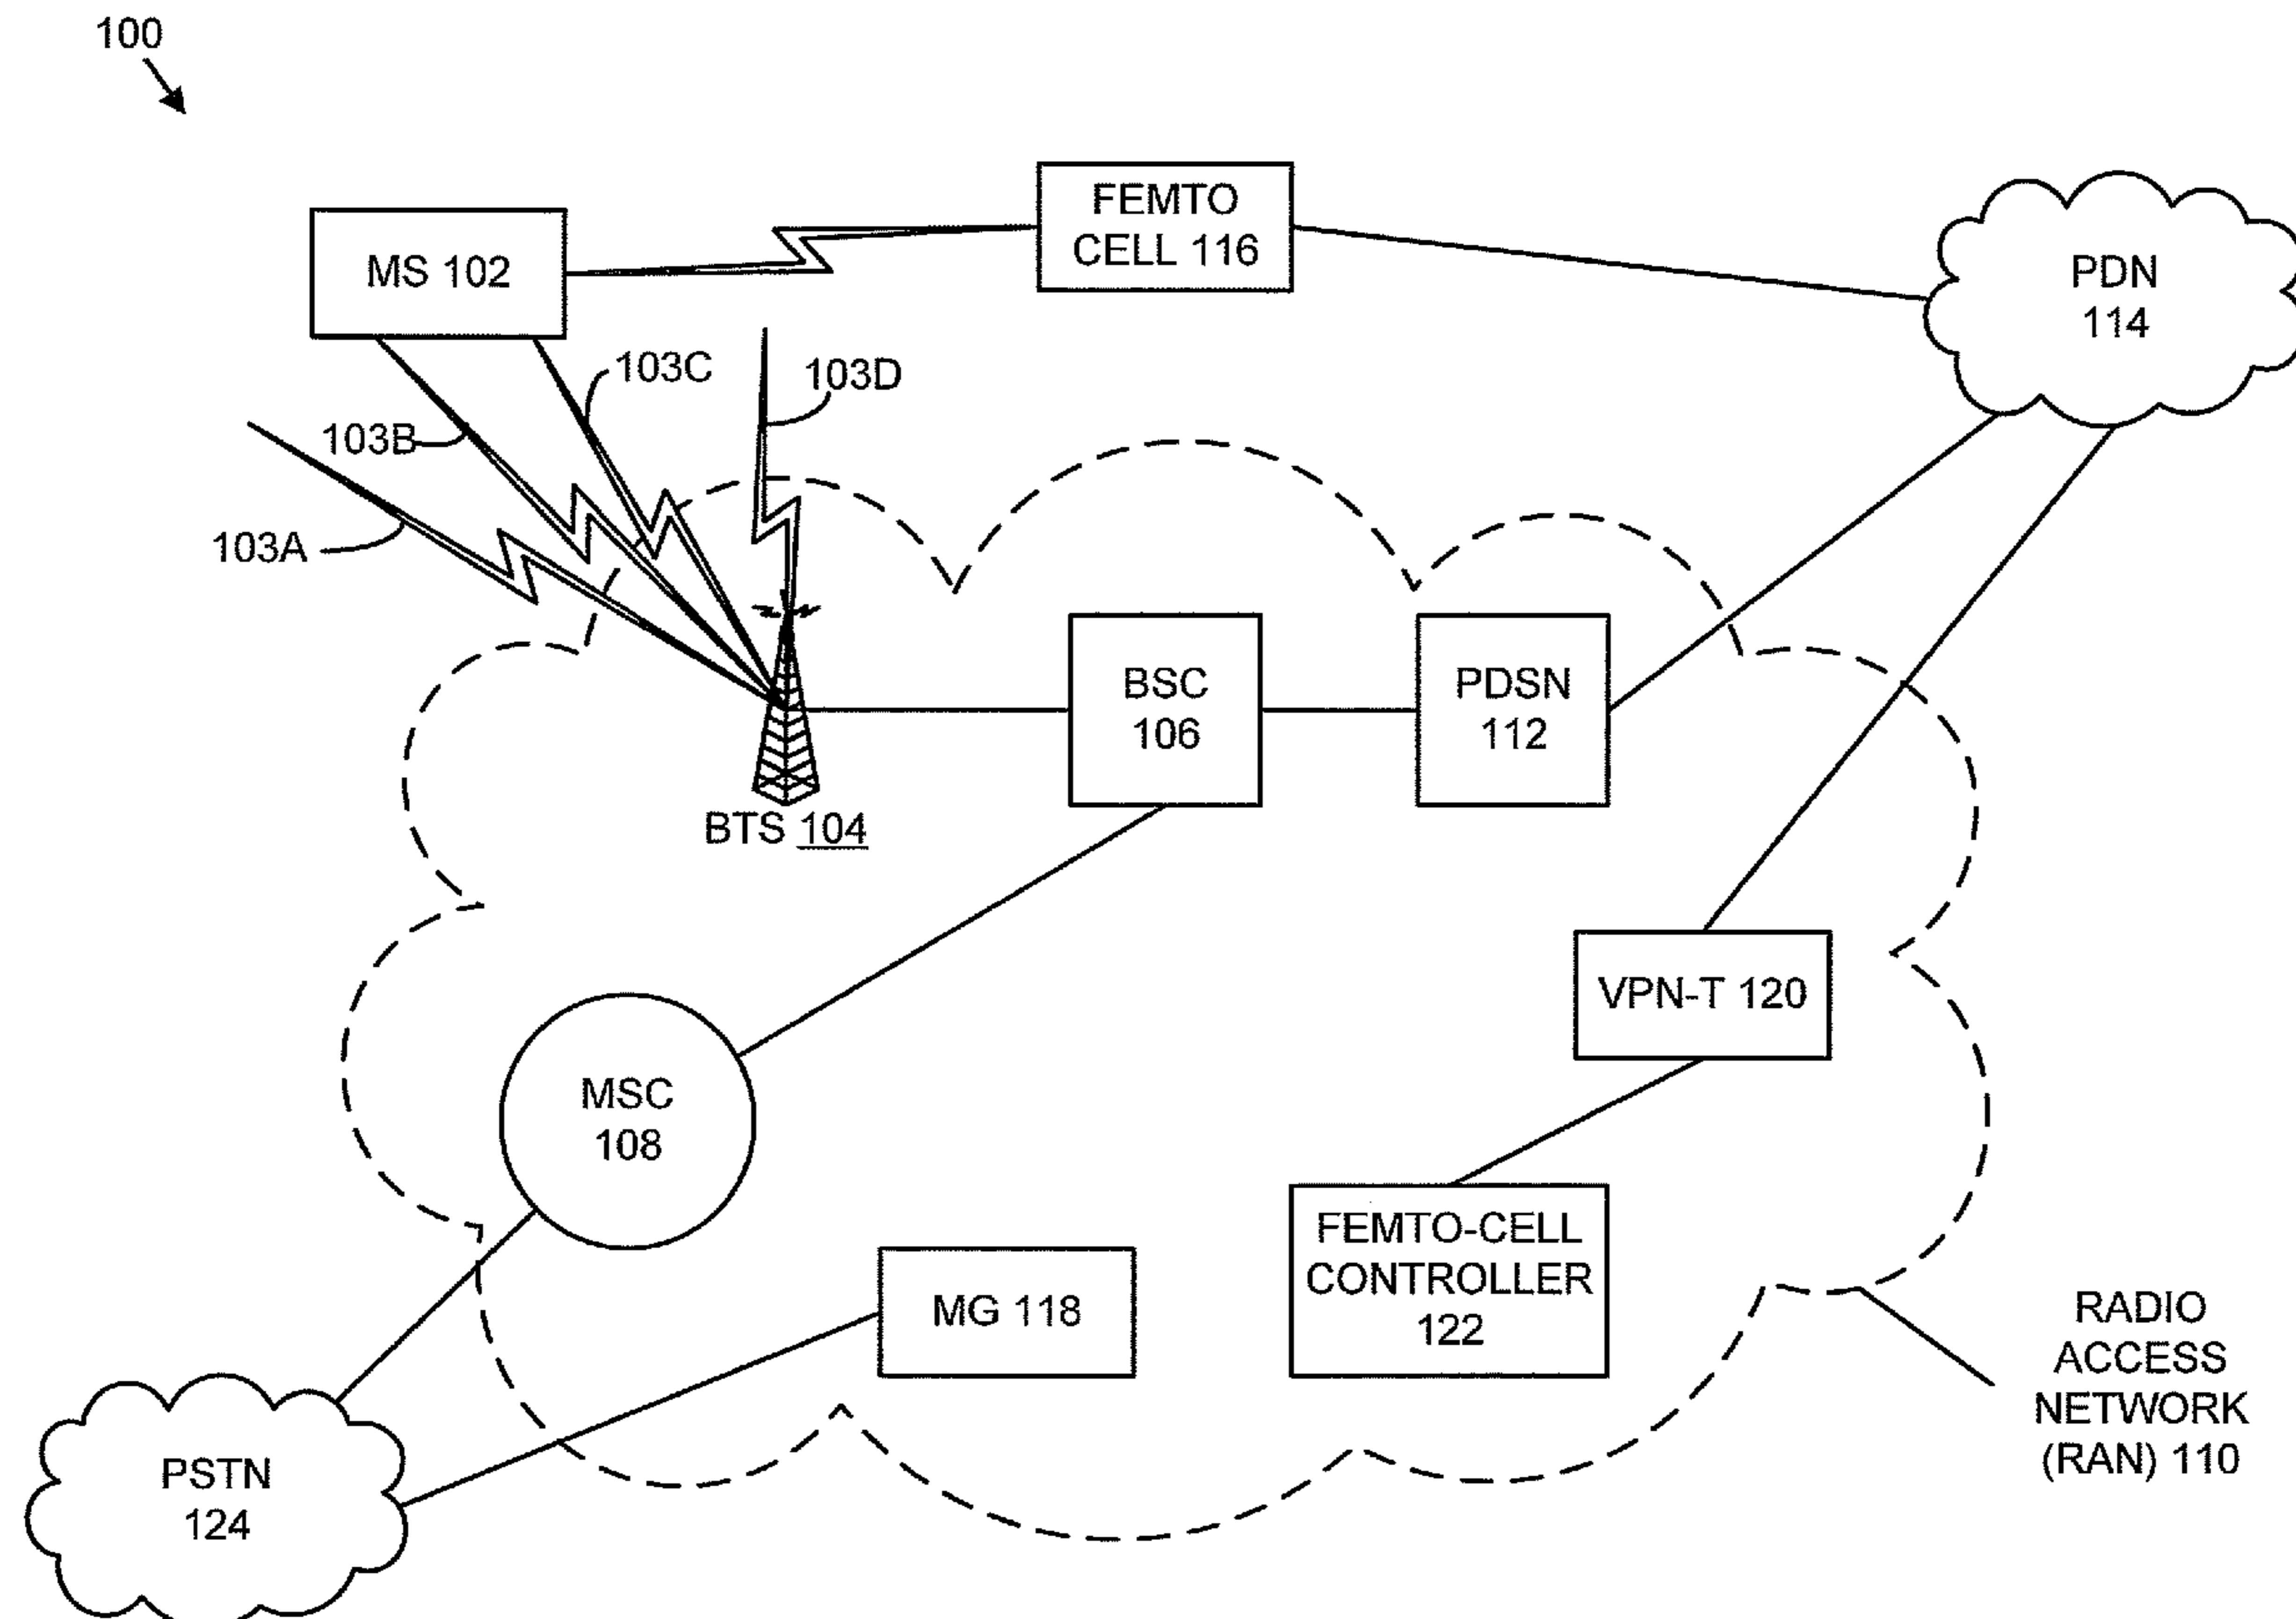 100
MS 102
FEMTO
CELL 116
PDN
114
103C
103D
103B
103A
BSC
106
PDSN
112
BTS 104
VPN-T 120
MSC
108
FEMTO-CELL
CONTROLLER
122
MG 118
RADIO
ACCESS
NETWORK
(RAN) 110
PSTN
124